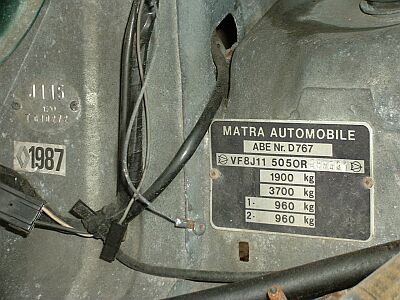 J115
1987
MATRA AUTOMOBILE
ABE Nr. D767
VF8J11 5050R
1900 kg
3700 kg
1- 960 kg
2- 960 kg